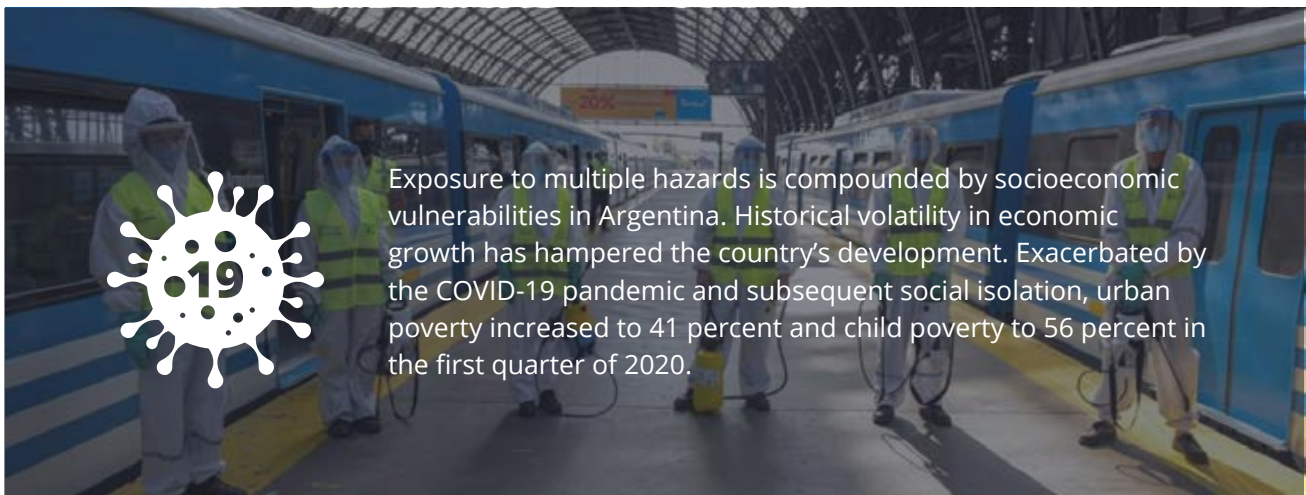 20%
19
Exposure to multiple hazards is compounded by socioeconomic
vulnerabilities in Argentina. Historical volatility in economic
growth has hampered the country’s development. Exacerbated by
the COVID-19 pandemic and subsequent social isolation, urban
poverty increased to 41 percent and child poverty to 56 percent in
the first quarter of 2020.